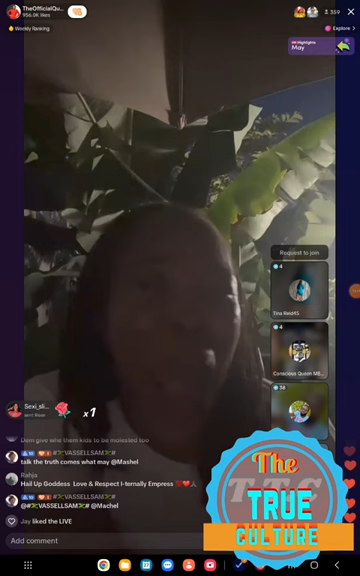 TheOfficialQu...
956.0K likes
359
Weekly Ranking
Explore >
Highlights
May
Request to join
4
Tina Reid45
4
Conscious Queen MB...
38
Sexi_sli...
sent Rose
x1
Dem give whe them kids to be molested too
VASSELLSAM
talk the truth comes what may @Mashel
Rahja
Hail Up Goddess Love & Respect I-ternally Empress
VASSELLSAM
@#VASSELLSAM# @Machel
Jay liked the LIVE
Add comment
The
T.T.C
TRUE
CULTURE